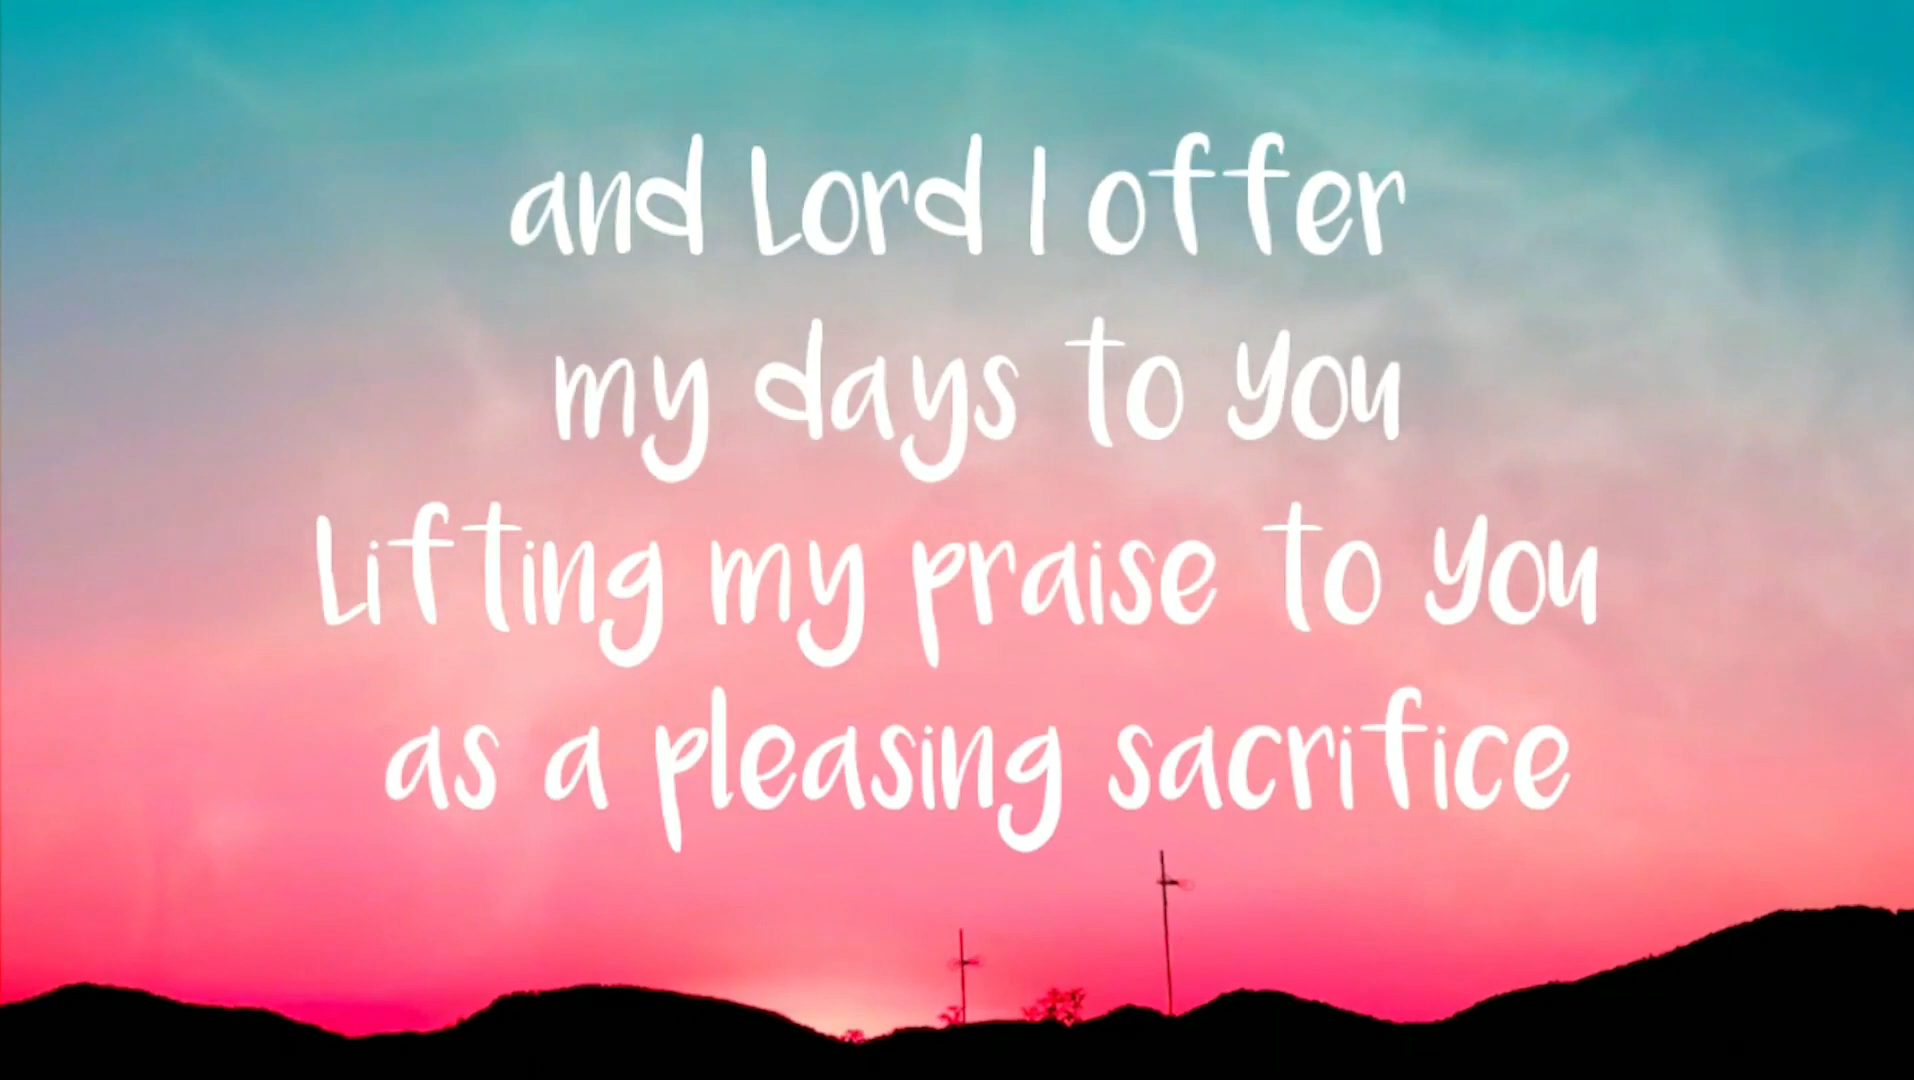 and Lord I offer
my days to You
Lifting my praise to You
as a pleasing sacrifice